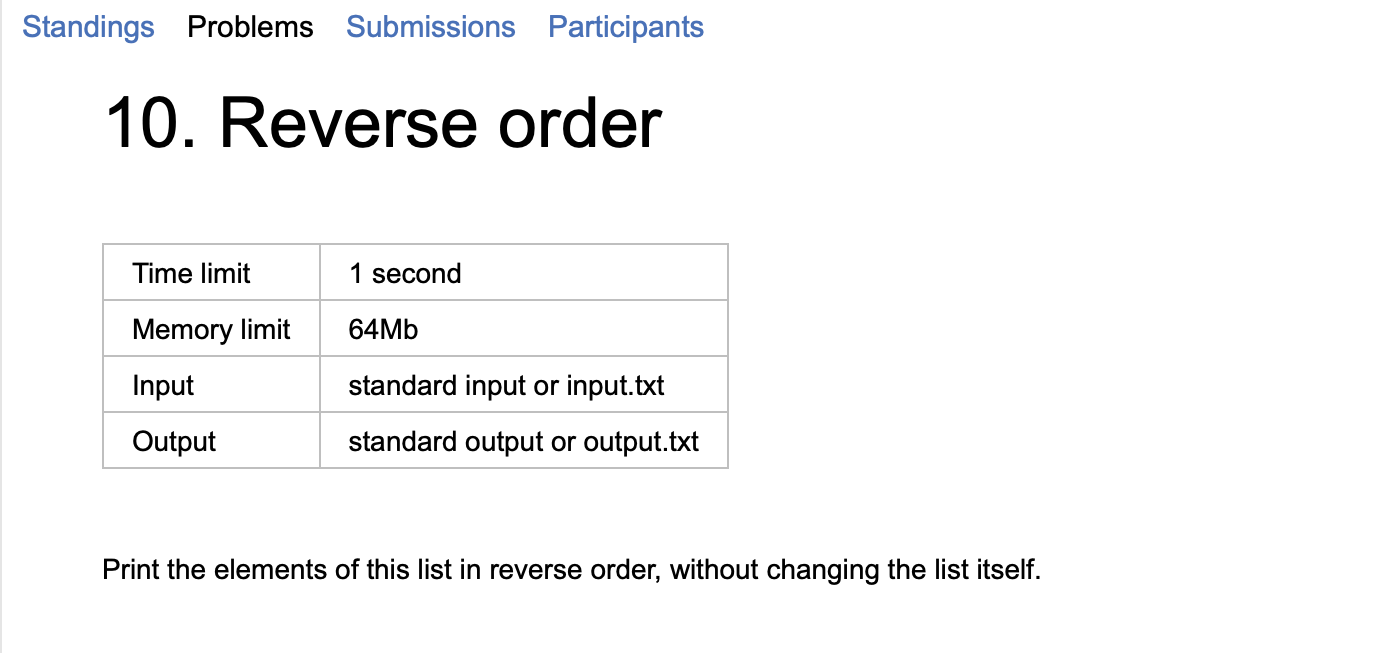 Standings Problems Submissions Participants
10. Reverse order
Time limit 1 second
Memory limit 64Mb
Input standard input or input.txt
Output standard output or output.txt
Print the elements of this list in reverse order, without changing the list itself.